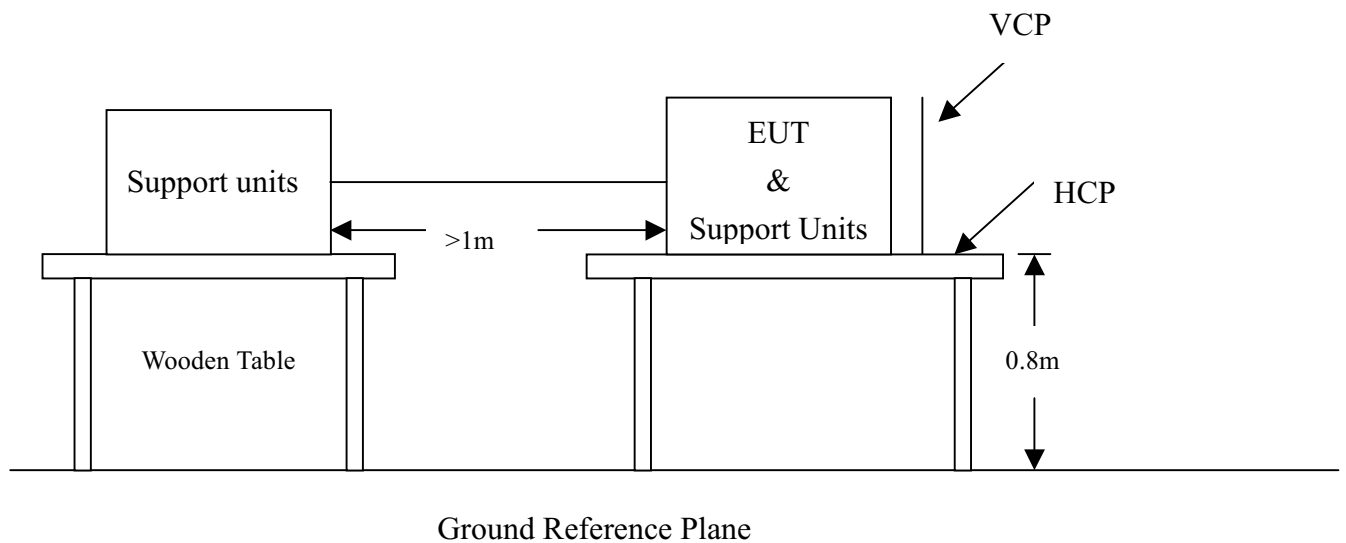 VCP
EUT
&
Support Units
Support units
HCP
>1m
Wooden Table
0.8m
Ground Reference Plane